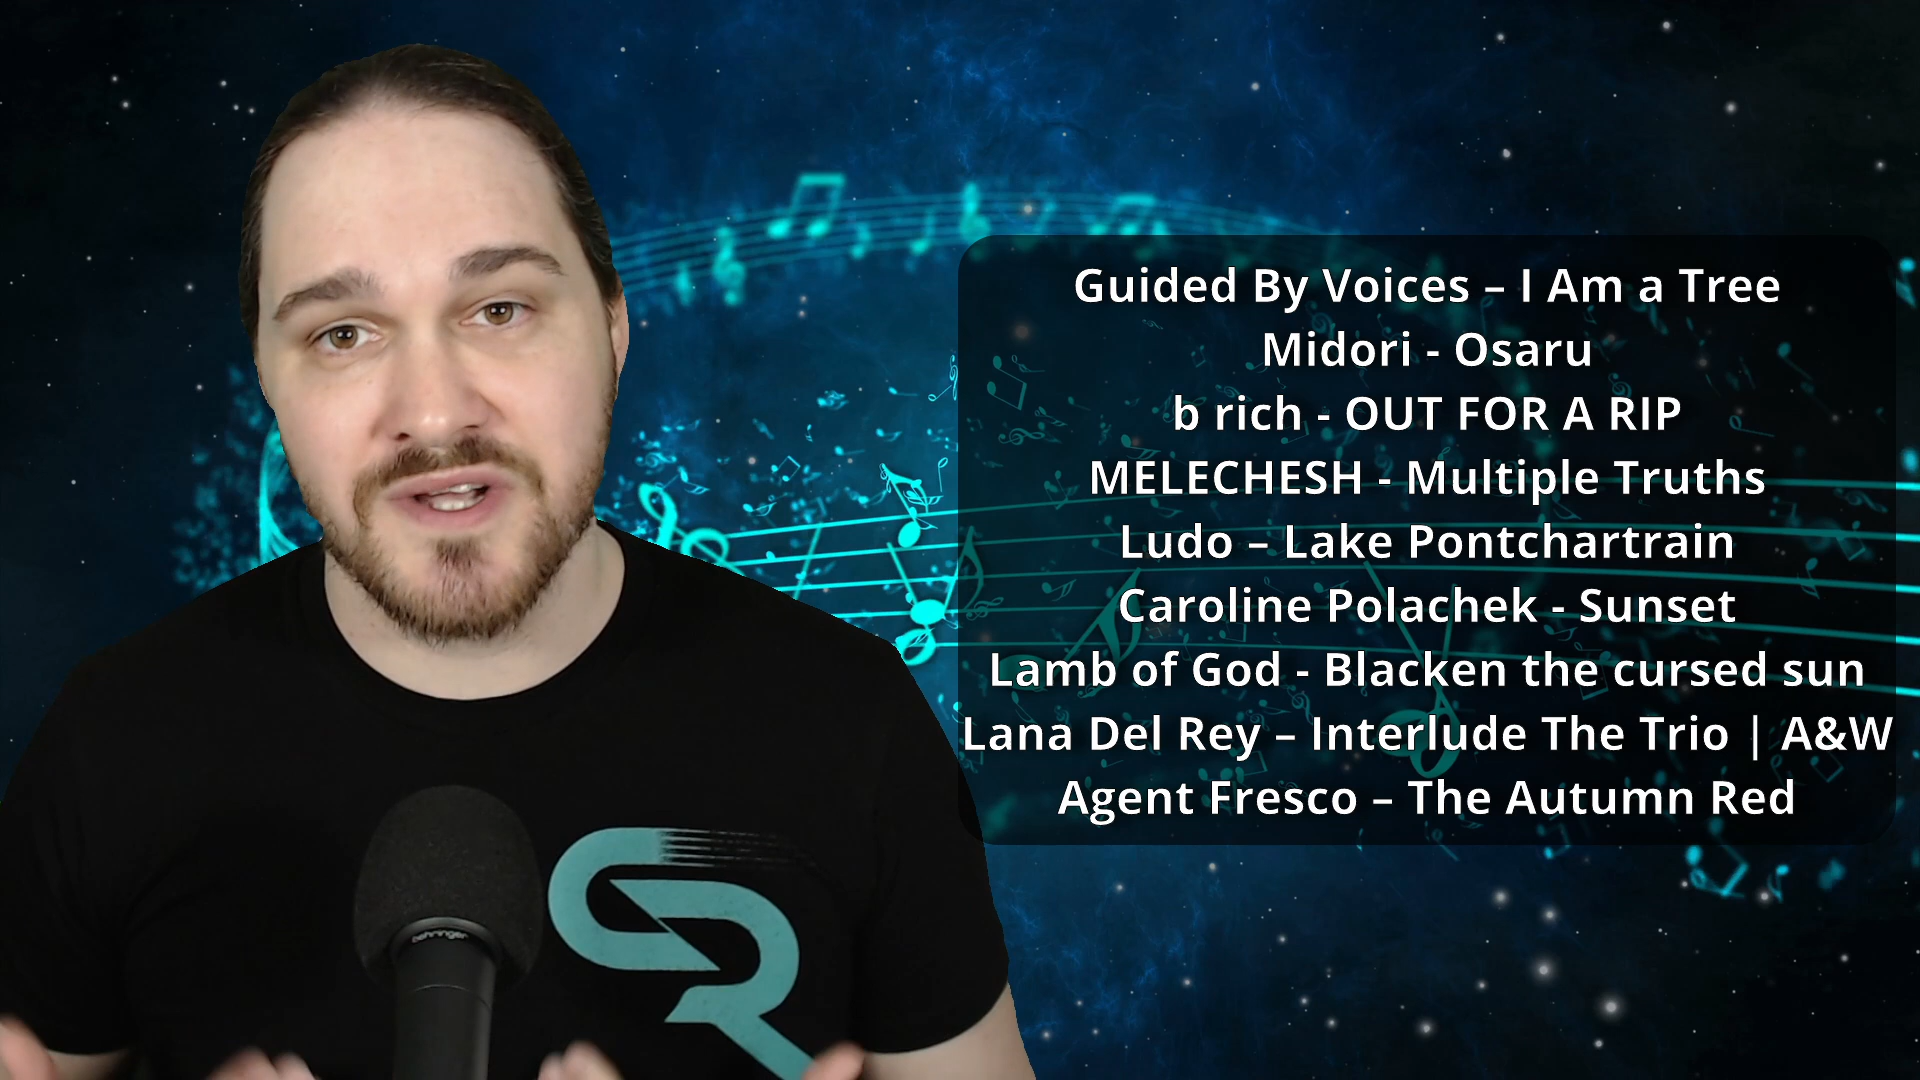 Guided By Voices – I Am a Tree
Midori - Osaru
b rich - OUT FOR A RIP
MELECHESH - Multiple Truths
Ludo – Lake Pontchartrain
Caroline Polachek - Sunset
Lamb of God - Blacken the cursed sun
Lana Del Rey – Interlude The Trio | A&W
Agent Fresco – The Autumn Red
behringer